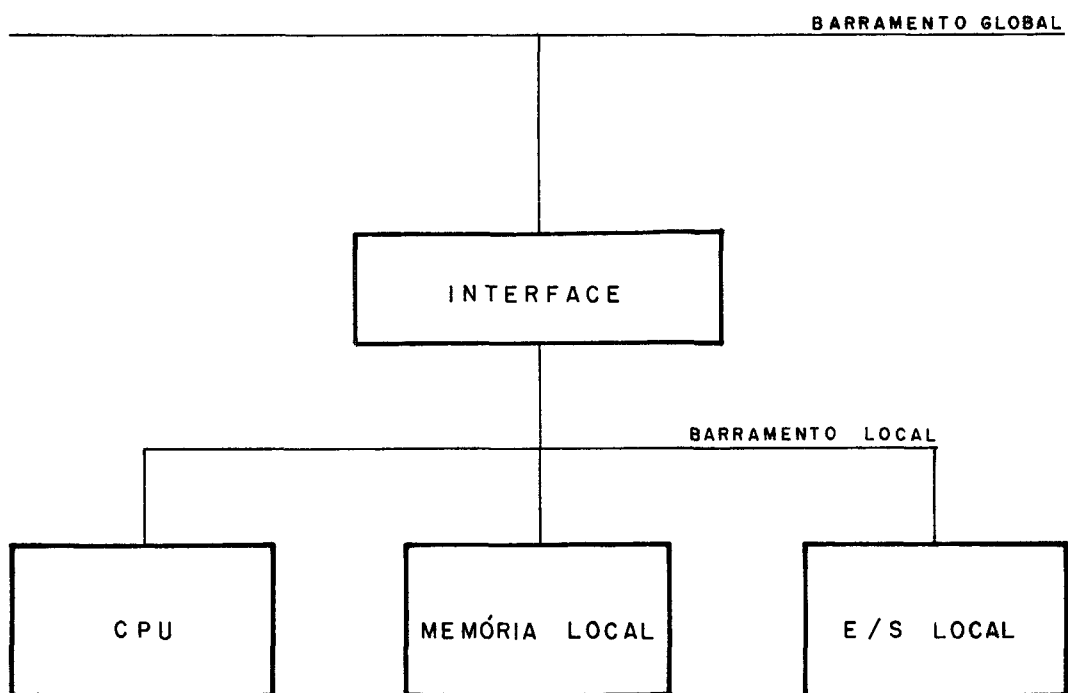 BARRAMENTO GLOBAL
INTERFACE
BARRAMENTO LOCAL
CPU
MEMÓRIA LOCAL
E/S LOCAL